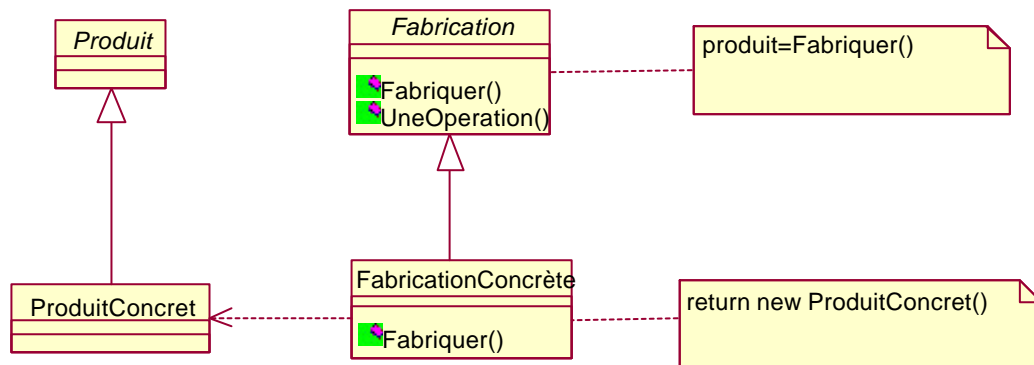 Produit
Fabrication
Fabriquer()
UneOperation()
produit=Fabriquer()
ProduitConcret
FabricationConcrète
Fabriquer()
return new ProduitConcret()